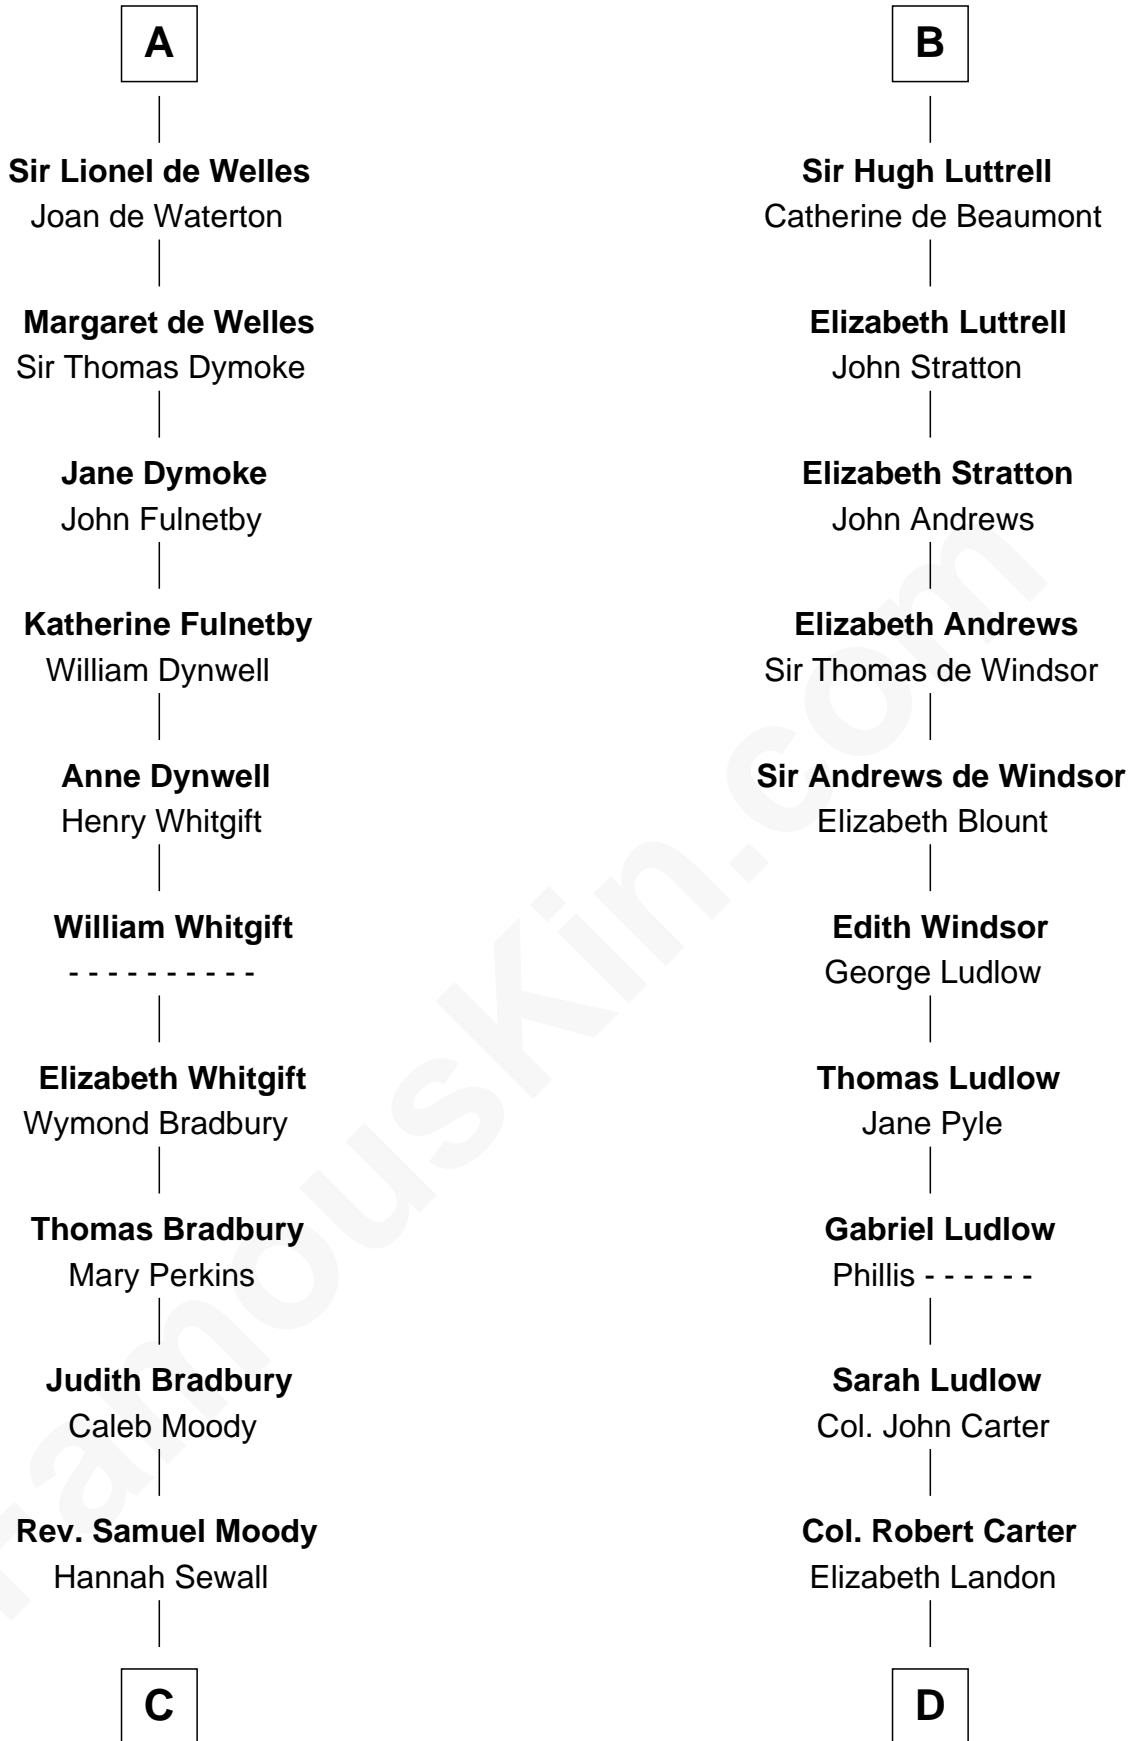 A
Sir Lionel de Welles
Joan de Waterton
Margaret de Welles
Sir Thomas Dymoke
Jane Dymoke
John Fulnetby
Katherine Fulnetby
William Dynwell
Anne Dynwell
Henry Whitgift
William Whitgift
- - - - - - - - - -
Elizabeth Whitgift
Wymond Bradbury
Thomas Bradbury
Mary Perkins
Judith Bradbury
Caleb Moody
Rev. Samuel Moody
Hannah Sewall
C
B
Sir Hugh Luttrell
Catherine de Beaumont
Elizabeth Luttrell
John Stratton
Elizabeth Stratton
John Andrews
Elizabeth Andrews
Sir Thomas de Windsor
Sir Andrews de Windsor
Elizabeth Blount
Edith Windsor
George Ludlow
Thomas Ludlow
Jane Pyle
Gabriel Ludlow
Phillis - - - - - -
Sarah Ludlow
Col. John Carter
Col. Robert Carter
Elizabeth Landon
D
FamousKin.com